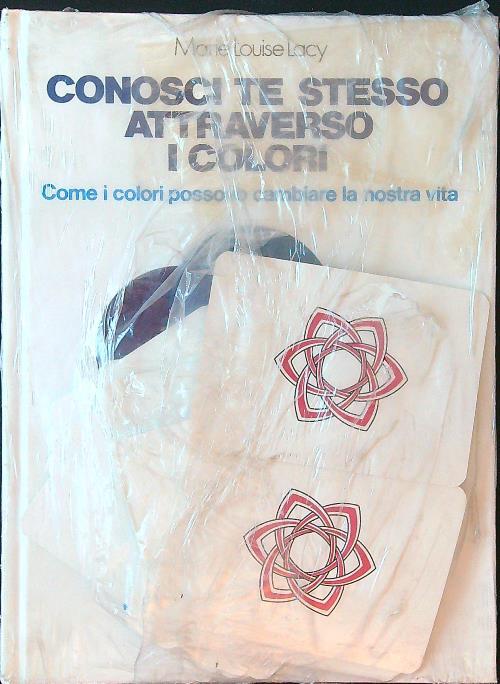 Marie Louise Lacy
CONOSCI TE STESSO
ATTRAVERSO
I COLORI
Come i colori possono cambiare la nostra vita